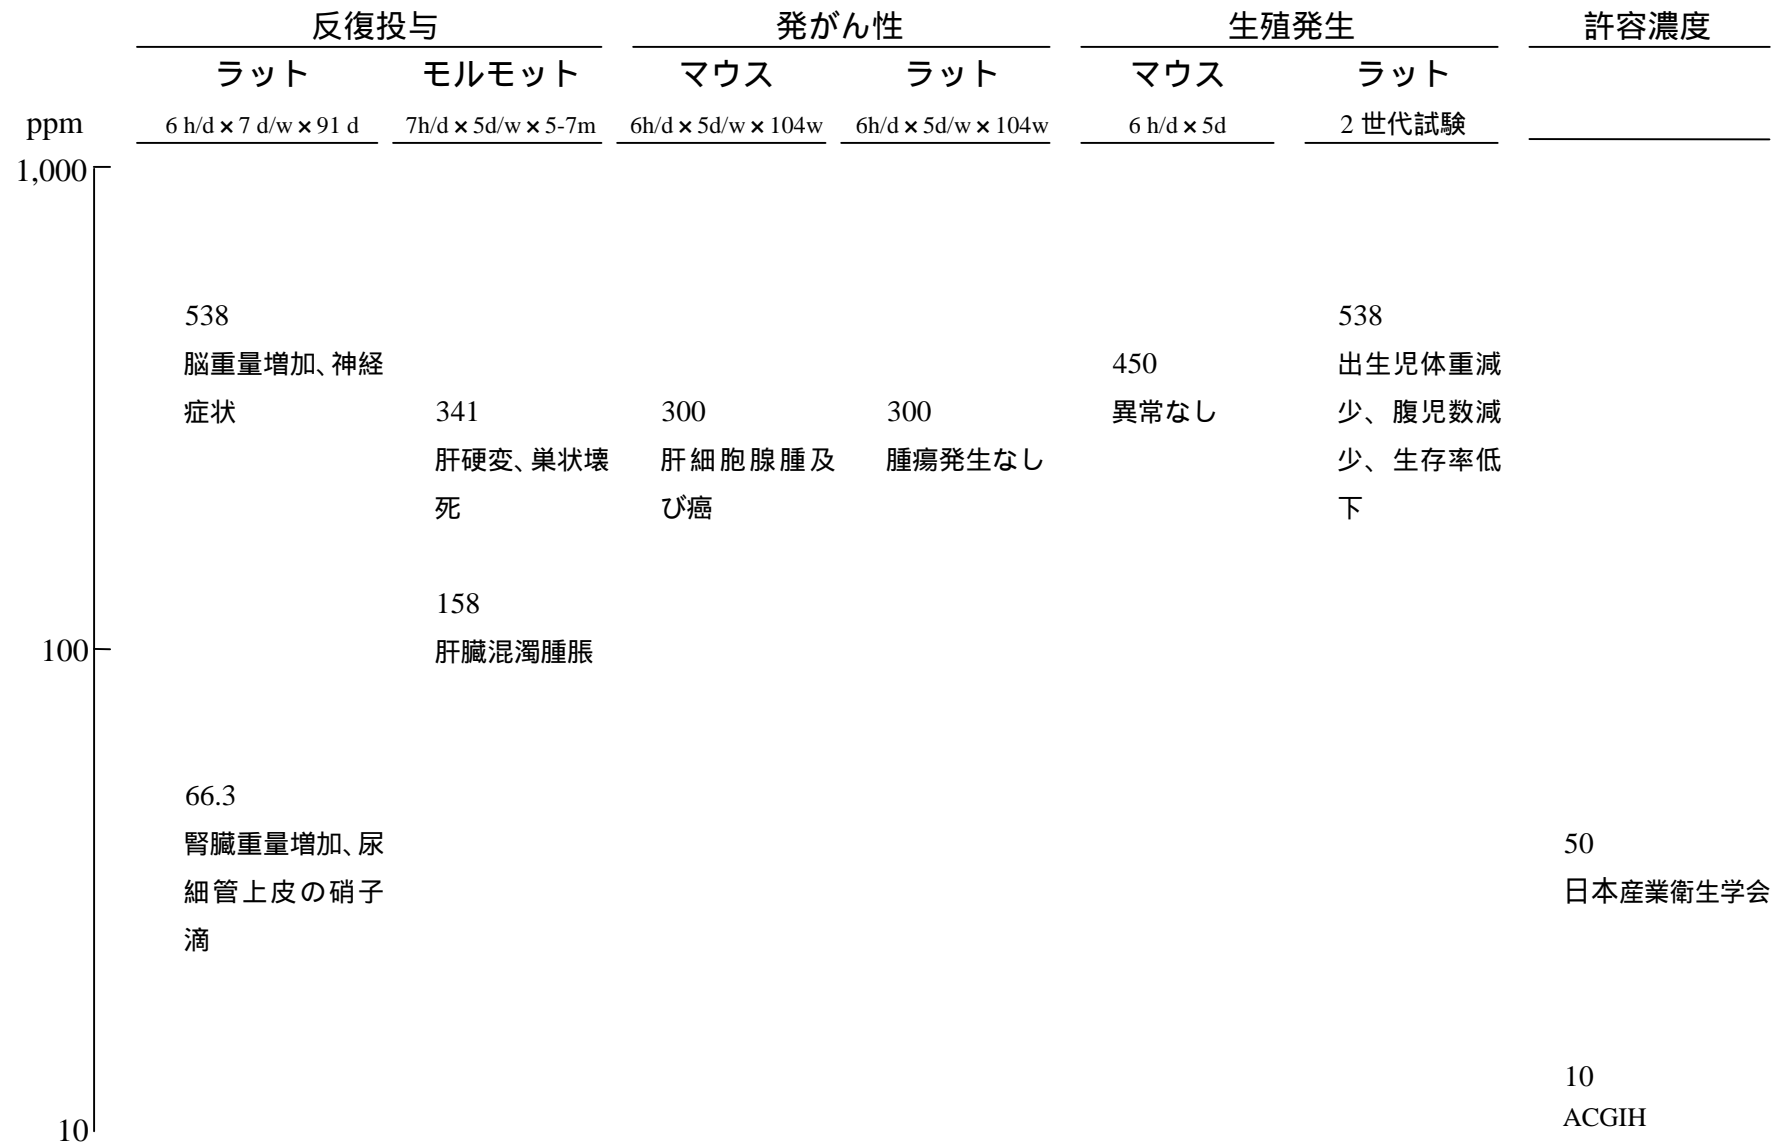 反復投与 発がん性 生殖発生 許容濃度
ラット モルモット マウス ラット マウス ラット
ppm 6 h/d × 7 d/w × 91 d 7h/d × 5d/w × 5-7m 6h/d × 5d/w × 104w 6h/d × 5d/w × 104w 6 h/d × 5d 2 世代試験
1,000
538
脳重量増加、神経
症状
341
肝硬変、巣状壊
死
300
肝細胞腺腫及
び癌
300
腫瘍発生なし
450
異常なし
538
出生児体重減
少、腹児数減
少、生存率低
下
158
肝臓混濁腫脹
100
66.3
腎臓重量増加、尿
細管上皮の硝子
滴
50
日本産業衛生学会
10
ACGIH
10